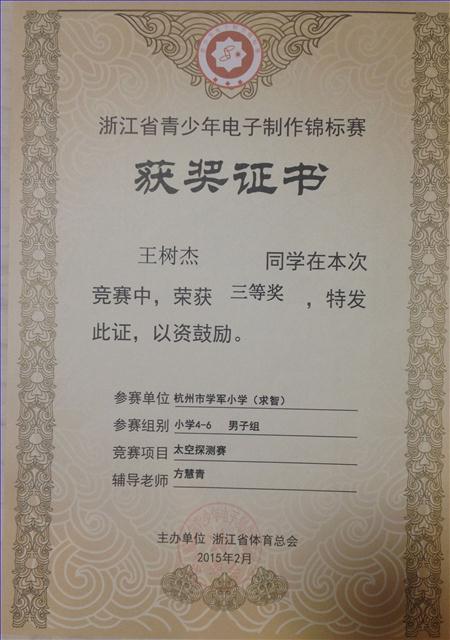 浙江省青少年电子制作锦标赛
获奖证书
王树杰 同学在本次
竞赛中，荣获 三等奖 ，特发
此证，以资鼓励。
参赛单位 杭州市学军小学（求智）
参赛组别 小学4-6 男子组
竞赛项目 太空探测赛
辅导老师 方慧青
主办单位 浙江省体育总会
2015年2月